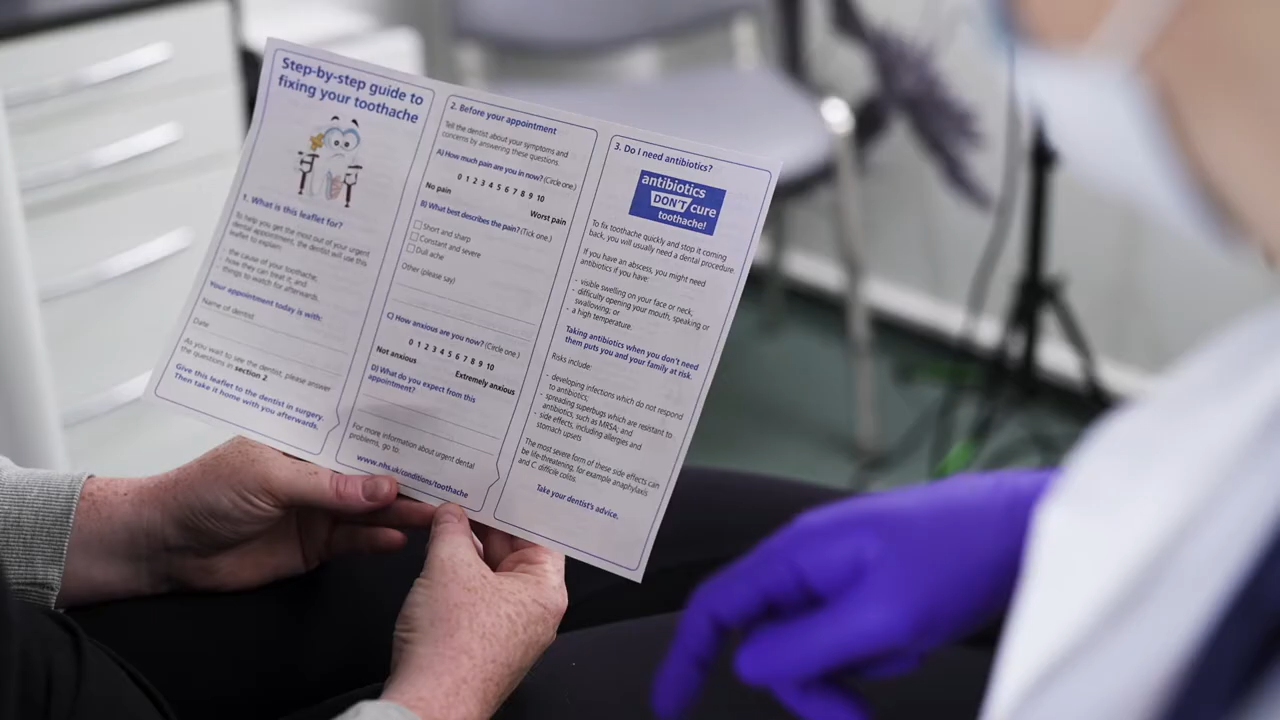 Step-by-step guide to
fixing your toothache
1. What is this leaflet for?
To help you get the most out of your urgent
dental appointment, the dentist will use this
leaflet to explain:
- the cause of your toothache;
- how they can treat it; and
- things to watch for afterwards.
Your appointment today is with:
Name of dentist
Date
As you wait to see the dentist, please answer
the questions in section 2
Give this leaflet to the dentist in surgery.
Then take it home with you afterwards.
2. Before your appointment
Tell the dentist about your symptoms and
concerns by answering these questions.
A) How much pain are you in now? (Circle one.)
0 1 2 3 4 5 6 7 8 9 10
No pain
Worst pain
B) What best describes the pain? (Tick one.)
Short and sharp
Constant and severe
Dull ache
Other (please say)
C) How anxious are you now? (Circle one.)
0 1 2 3 4 5 6 7 8 9 10
Not anxious
Extremely anxious
D) What do you expect from this
appointment?
For more information about urgent dental
problems, go to:
www.nhs.uk/conditions/toothache
3. Do I need antibiotics?
antibiotics
DON'T cure
toothache!
To fix toothache quickly and stop it coming
back, you will usually need a dental procedure.
If you have an abscess, you might need
antibiotics if you have:
- visible swelling on your face or neck;
- difficulty opening your mouth, speaking or
swallowing; or
- a high temperature.
Taking antibiotics when you don't need
them puts you and your family at risk.
Risks include:
- developing infections which do not respond
to antibiotics;
- spreading superbugs which are resistant to
antibiotics, such as MRSA; and
- side effects, including allergies and
stomach upsets
The most severe form of these side effects can
be life-threatening, for example anaphylaxis
and C. difficile colitis.
Take your dentist's advice.